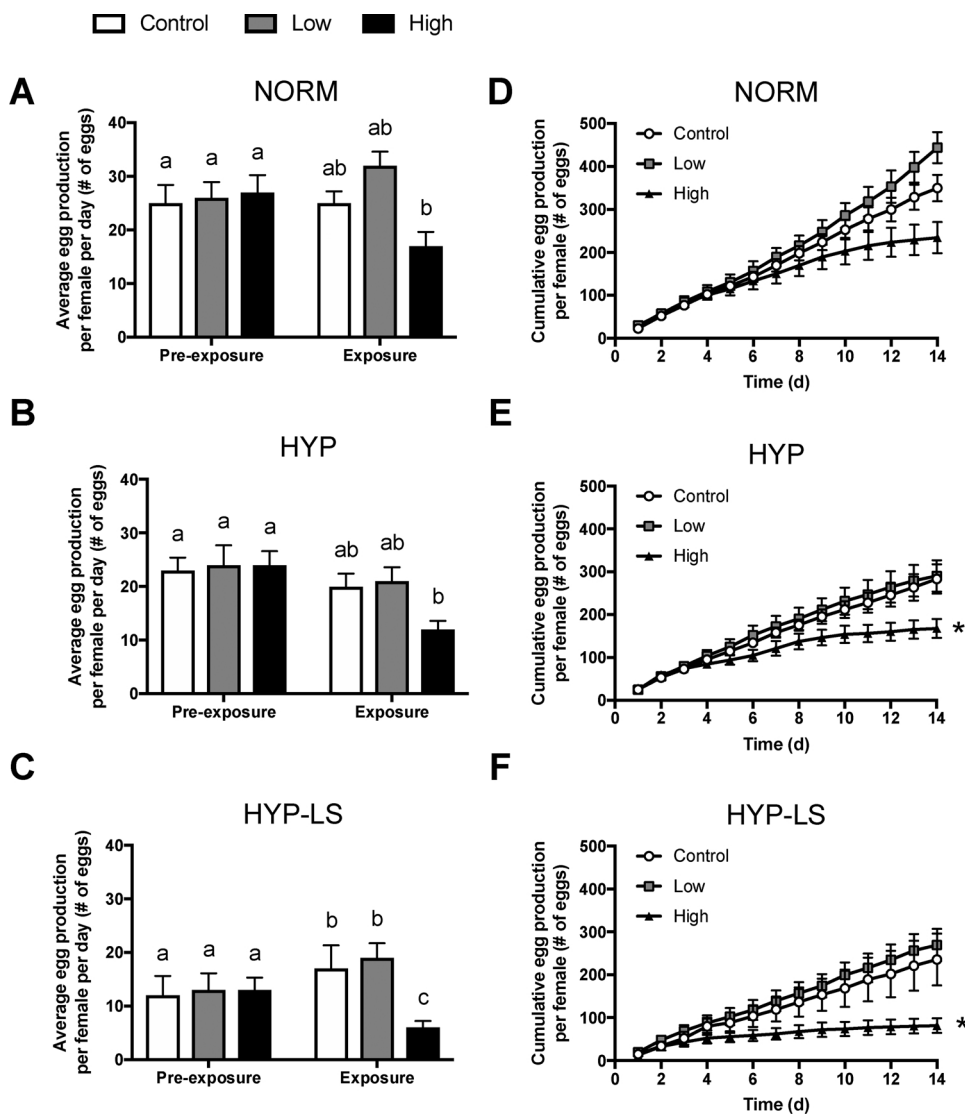 Control Low High
A
NORM
Average egg production
per female per day (# of eggs)
40
30
20
10
0
a a a ab ab b
Pre-exposure Exposure
D
NORM
Cumulative egg production
per female (# of eggs)
500
400
300
200
100
0
Control
Low
High
0 2 4 6 8 10 12 14
Time (d)
B
HYP
Average egg production
per female per day (# of eggs)
40
30
20
10
0
a a a ab ab b
Pre-exposure Exposure
E
HYP
Cumulative egg production
per female (# of eggs)
500
400
300
200
100
0
Control
Low
High
*
0 2 4 6 8 10 12 14
Time (d)
C
HYP-LS
Average egg production
per female per day (# of eggs)
40
30
20
10
0
a a a b b c
Pre-exposure Exposure
F
HYP-LS
Cumulative egg production
per female (# of eggs)
500
400
300
200
100
0
Control
Low
High
*
0 2 4 6 8 10 12 14
Time (d)